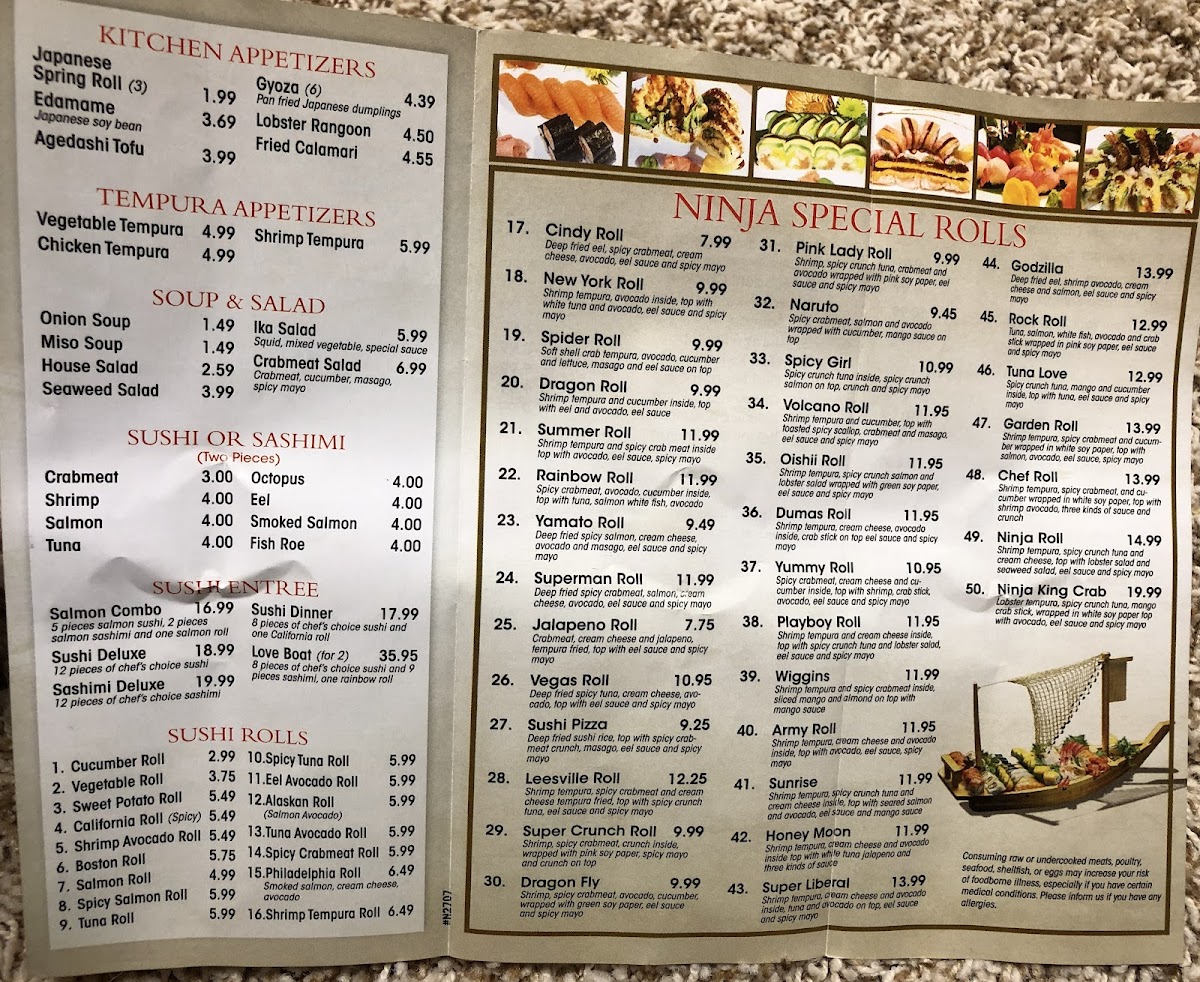 KITCHEN APPETIZERS
Japanese
Spring Roll (3) 1.99
Edamame 3.69
Japanese soy bean
Agedashi Tofu 3.99
Gyoza (6) 4.39
Pan fried Japanese dumplings
Lobster Rangoon 4.50
Fried Calamari 4.55
TEMPURA APPETIZERS
Vegetable Tempura 4.99
Chicken Tempura 4.99
Shrimp Tempura 5.99
SOUP & SALAD
Onion Soup 1.49
Miso Soup 1.49
House Salad 2.59
Seaweed Salad 3.99
Ika Salad 5.99
Squid, mixed vegetable, special sauce
Crabmeat Salad 6.99
Crabmeat, cucumber, masago,
spicy mayo
SUSHI OR SASHIMI
(Two Pieces)
Crabmeat 3.00
Shrimp 4.00
Salmon 4.00
Tuna 4.00
Octopus 4.00
Eel 4.00
Smoked Salmon 4.00
Fish Roe 4.00
SUSHI ENTREE
Salmon Combo 16.99
5 pieces salmon sushi, 2 pieces
salmon sashimi and one salmon roll
Sushi Deluxe 18.99
12 pieces of chef's choice sushi
Sashimi Deluxe 19.99
12 pieces of chef's choice sashimi
Sushi Dinner 17.99
8 pieces of chef's choice sushi and
one California roll
Love Boat (for 2) 35.95
8 pieces of chef's choice sushi and 9
pieces sashimi, one rainbow roll
SUSHI ROLLS
1. Cucumber Roll 2.99
2. Vegetable Roll 3.75
3. Sweet Potato Roll 5.49
4. California Roll (Spicy) 5.49
5. Shrimp Avocado Roll 5.49
6. Boston Roll 5.75
7. Salmon Roll 4.99
8. Spicy Salmon Roll 5.99
9. Tuna Roll 5.99
10. Spicy Tuna Roll 5.99
11. Eel Avocado Roll 5.99
12. Alaskan Roll 5.99
(Salmon Avocado)
13. Tuna Avocado Roll 5.99
14. Spicy Crabmeat Roll 5.99
15. Philadelphia Roll 6.49
Smoked salmon, cream cheese,
avocado
16. Shrimp Tempura Roll 6.49
#N2707
NINJA SPECIAL ROLLS
17. Cindy Roll 7.99
Deep fried eel, spicy crabmeat, cream
cheese, avocado, eel sauce and spicy mayo
18. New York Roll 9.99
Shrimp tempura, avocado inside, top with
white tuna and avocado, eel sauce and spicy
mayo
19. Spider Roll 9.99
Soft shell crab tempura, avocado, cucumber
and lettuce, masago and eel sauce on top
20. Dragon Roll 9.99
Shrimp tempura and cucumber inside, top
with eel and avocado, eel sauce
21. Summer Roll 11.99
Shrimp tempura and spicy crab meat inside
top with avocado, eel sauce, spicy mayo
22. Rainbow Roll 11.99
Spicy crabmeat, avocado, cucumber inside,
top with tuna, salmon white fish, avocado
23. Yamato Roll 9.49
Deep fried spicy salmon, cream cheese,
avocado and masago, eel sauce and spicy
mayo
24. Superman Roll 11.99
Deep fried spicy crabmeat, salmon, cream
cheese, avocado, eel sauce and spicy mayo
25. Jalapeno Roll 7.75
Crabmeat, cream cheese and jalapeno,
tempura fried, top with eel sauce and spicy
mayo
26. Vegas Roll 10.95
Deep fried spicy tuna, cream cheese, avo-
cado, top with eel sauce and spicy mayo
27. Sushi Pizza 9.25
Deep fried sushi rice, top with spicy crab-
meat crunch, masago, eel sauce and spicy
mayo
28. Leesville Roll 12.25
Shrimp tempura, spicy crabmeat and cream
cheese tempura fried, top with spicy crunch
tuna, eel sauce and spicy mayo
29. Super Crunch Roll 9.99
Shrimp, spicy crabmeat, crunch inside,
wrapped with pink soy paper, spicy mayo
and crunch on top
30. Dragon Fly 9.99
Shrimp, spicy crabmeat, avocado, cucumber,
wrapped with green soy paper, eel sauce
and spicy mayo
31. Pink Lady Roll 9.99
Shrimp, spicy crunch tuna, crabmeat and
avocado wrapped with pink soy paper, eel
sauce and spicy mayo
32. Naruto 9.45
Spicy crabmeat, salmon and avocado
wrapped with cucumber, mango sauce on
top
33. Spicy Girl 10.99
Spicy crunch tuna inside, spicy crunch
salmon on top, crunch and spicy mayo
34. Volcano Roll 11.95
Shrimp tempura and cucumber, top with
toasted spicy scallop, crabmeat and masago,
eel sauce and spicy mayo
35. Oishii Roll 11.95
Shrimp tempura, spicy crunch salmon and
lobster salad wrapped with green soy paper,
eel sauce and spicy mayo
36. Dumas Roll 11.95
Shrimp tempura, cream cheese, avocado
inside, crab stick on top eel sauce and spicy
mayo
37. Yummy Roll 10.95
Spicy crabmeat, cream cheese and cu-
cumber inside, top with shrimp, crab stick,
avocado, eel sauce and spicy mayo
38. Playboy Roll 11.95
Shrimp tempura and cream cheese inside,
top with spicy crunch tuna and lobster salad,
eel sauce and spicy mayo
39. Wiggins 11.99
Shrimp tempura and spicy crabmeat inside,
sliced mango and almond on top with
mango sauce
40. Army Roll 11.95
Shrimp tempura, cream cheese and avocado
inside, top with avocado, eel sauce, spicy
mayo
41. Sunrise 11.99
Shrimp tempura, spicy crunch tuna and
cream cheese inside, top with seared salmon
and avocado, eel sauce and mango sauce
42. Honey Moon 11.99
Shrimp tempura, cream cheese and avocado
inside top with white tuna jalapeno and
three kinds of sauce
43. Super Liberal 13.99
Shrimp tempura, cream cheese and avocado
inside, tuna and avocado on top, eel sauce
and spicy mayo
44. Godzilla 13.99
Deep fried eel, shrimp avocado, cream
cheese and salmon, eel sauce and spicy
mayo
45. Rock Roll 12.99
Tuna, salmon, white fish, avocado and crab
stick wrapped in pink soy paper, eel sauce
and spicy mayo
46. Tuna Love 12.99
Spicy crunch tuna, mango and cucumber
inside, top with tuna, eel sauce and spicy
mayo
47. Garden Roll 13.99
Shrimp tempura, spicy crabmeat and cucum-
ber wrapped in white soy paper, top with
salmon, avocado, eel sauce and spicy mayo
48. Chef Roll 13.99
Shrimp tempura, spicy crabmeat, and cu-
cumber wrapped in white soy paper, top with
shrimp avocado, three kinds of sauce and
crunch
49. Ninja Roll 14.99
Shrimp tempura, spicy crunch tuna and
cream cheese, top with lobster salad and
seaweed salad, eel sauce and spicy mayo
50. Ninja King Crab 19.99
Lobster tempura, spicy crunch tuna, mango
crab stick, wrapped in white soy paper top
with avocado, eel sauce and spicy mayo
Consuming raw or undercooked meats, poultry,
seafood, shellfish, or eggs may increase your risk
of foodborne illness, especially if you have certain
medical conditions. Please inform us if you have any
allergies.